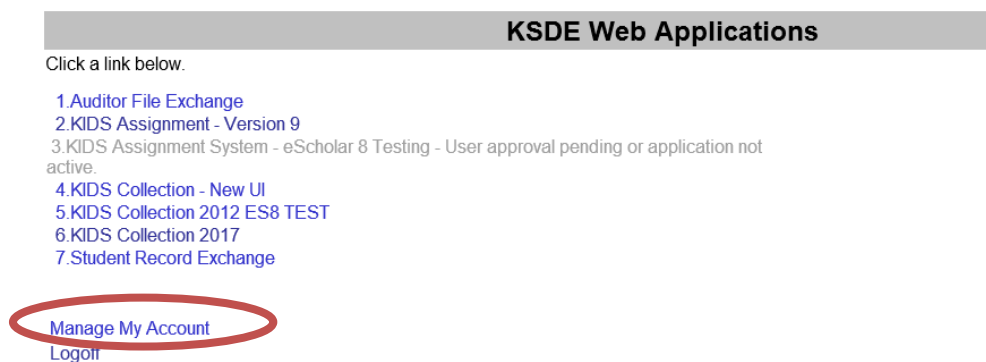 KSDE Web Applications
Click a link below.
1.Auditor File Exchange
2.KIDS Assignment - Version 9
3.KIDS Assignment System - eScholar 8 Testing - User approval pending or application not
active.
4.KIDS Collection - New UI
5.KIDS Collection 2012 ES8 TEST
6.KIDS Collection 2017
7.Student Record Exchange
Manage My Account
Logoff